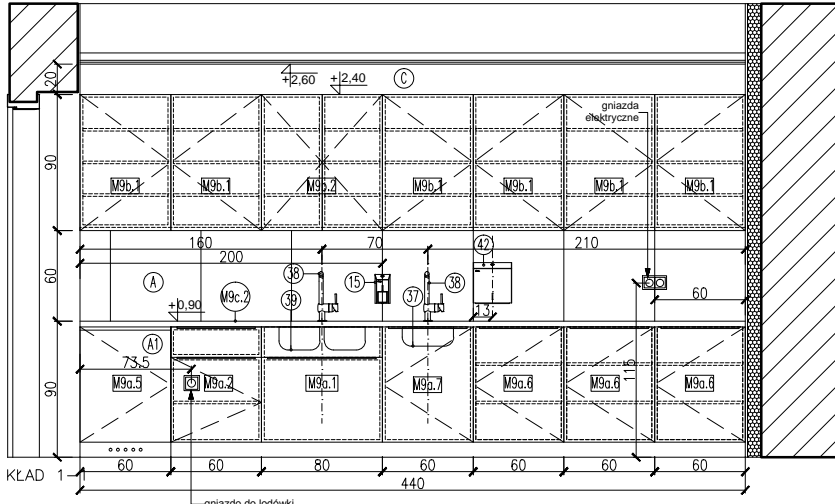 20
+2,60
+2,40
C
gniazda
elektryczne
90
M9b.1
M9b.1
M9b.2
M9b.1
M9b.1
M9b.1
M9b.1
160
70
210
200
42
60
38
15
38
A
M9c.2
39
37
60
+0,90
13
A1
73,5
115
90
M9a.5
M9a.2
M9a.1
M9a.7
M9a.6
M9a.6
M9a.6
60
60
80
60
60
60
60
KŁAD 1-1
440
gniazdo do lodówki